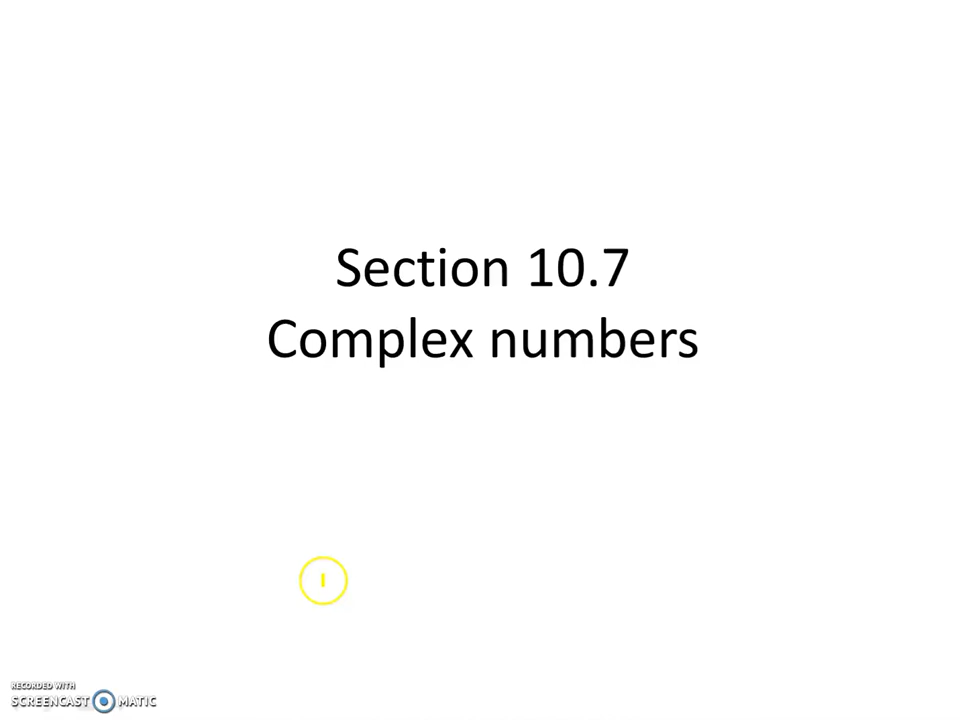 Section 10.7
Complex numbers
RECORDED WITH
SCREENCAST MATIC